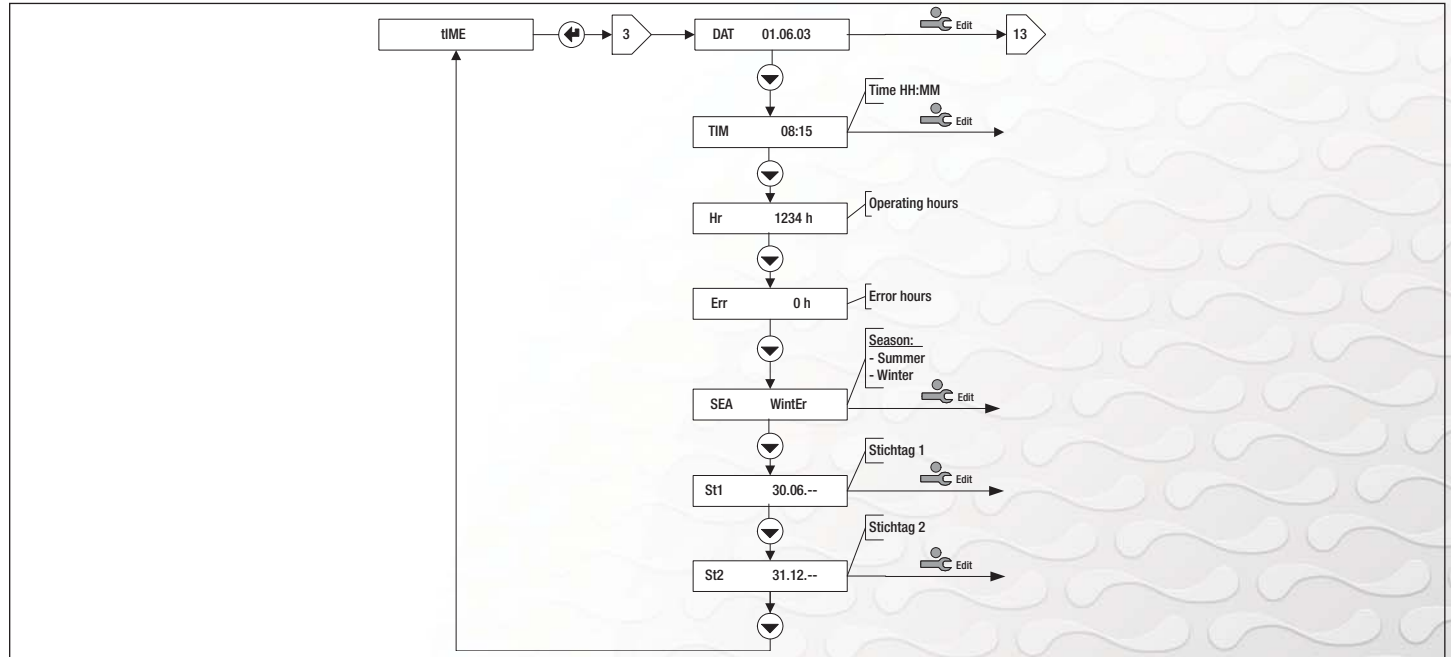 tIME
3
DAT 01.06.03
Edit
13
Time HH:MM
TIM 08:15
Edit
Operating hours
Hr 1234 h
Error hours
Err 0 h
Season:
- Summer
- Winter
SEA WintEr
Edit
Stichtag 1
St1 30.06.--
Edit
Stichtag 2
St2 31.12.--
Edit